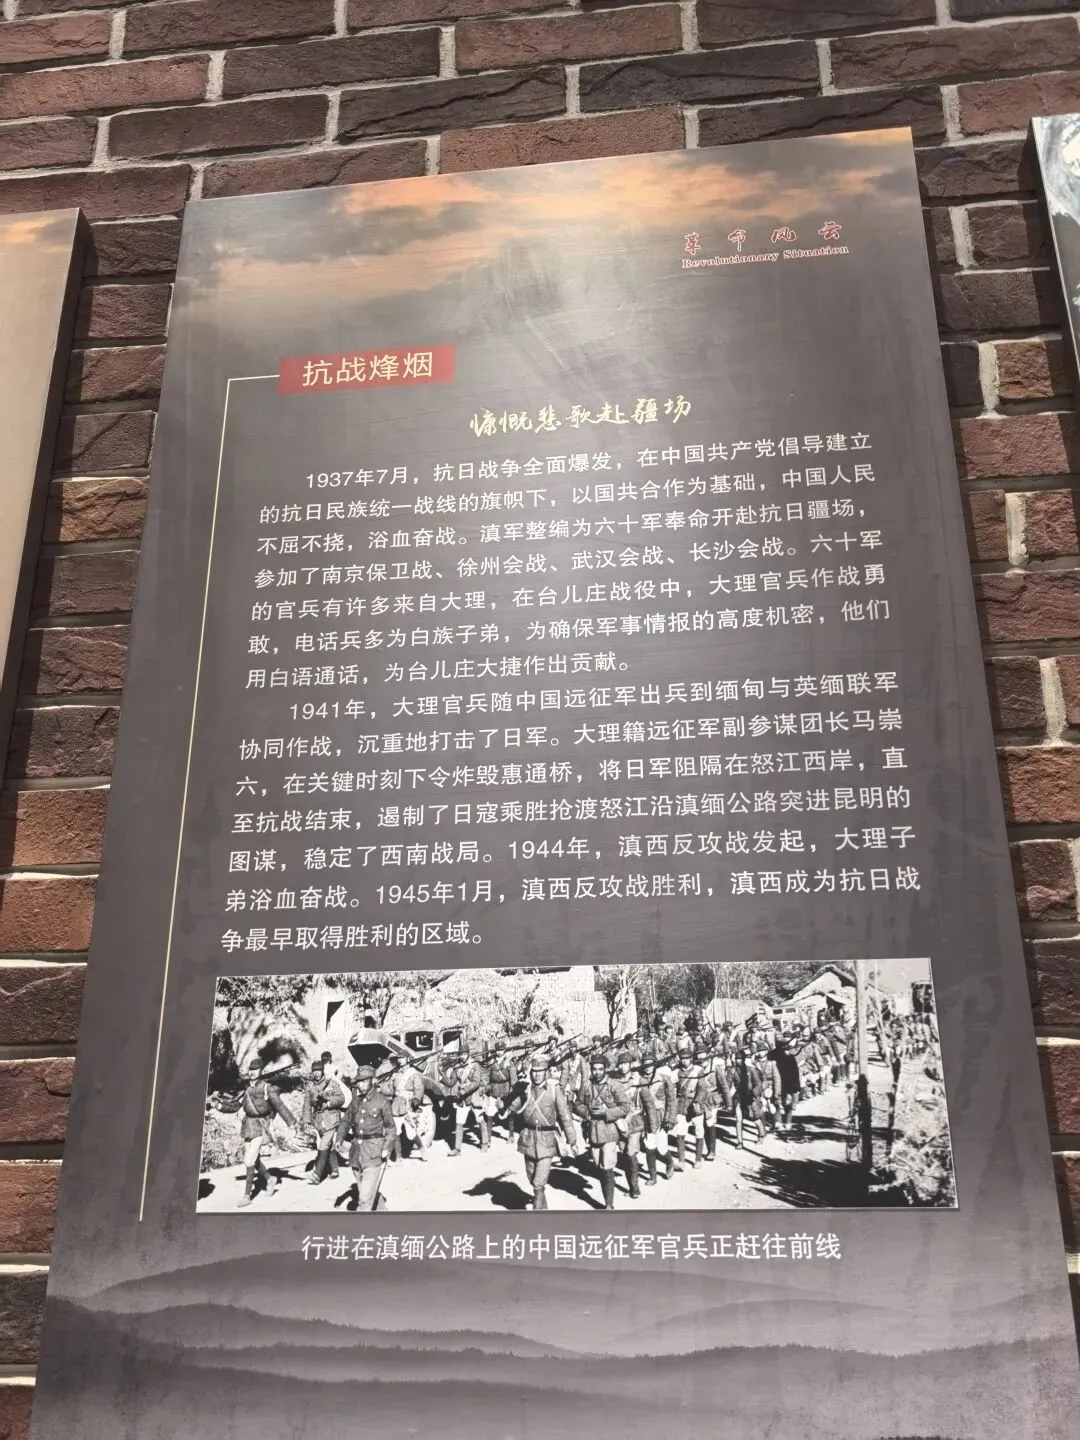 革命风云
Revolutionary Situation
抗战烽烟
慷慨悲歌赴疆场
1937年7月，抗日战争全面爆发，在中国共产党倡导建立
的抗日民族统一战线的旗帜下，以国共合作为基础，中国人民
不屈不挠，浴血奋战。滇军整编为六十军奉命开赴抗日疆场，
参加了南京保卫战、徐州会战、武汉会战、长沙会战。六十军
的官兵有许多来自大理，在台儿庄战役中，大理官兵作战勇
敢，电话兵多为白族子弟，为确保军事情报的高度机密，他们
用白语通话，为台儿庄大捷作出贡献。
1941年，大理官兵随中国远征军出兵到缅甸与英缅联军
协同作战，沉重地打击了日军。大理籍远征军副参谋团长马崇
六，在关键时刻下令炸毁惠通桥，将日军阻隔在怒江西岸，直
至抗战结束，遏制了日寇乘胜抢渡怒江沿滇缅公路突进昆明的
图谋，稳定了西南战局。1944年，滇西反攻战发起，大理子
弟浴血奋战。1945年1月，滇西反攻战胜利，滇西成为抗日战
争最早取得胜利的区域。
行进在滇缅公路上的中国远征军官兵正赶往前线